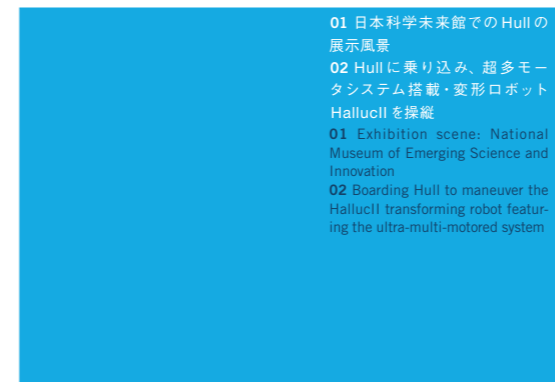 01 日本科学未来館でのHullの
展示風景
02 Hullに乗り込み、超多モー
タシステム搭載・変形ロボット
HallucIIを操縦
01 Exhibition scene: National
Museum of Emerging Science and
Innovation
02 Boarding Hull to maneuver the
HallucII transforming robot featur-
ing the ultra-multi-motored system